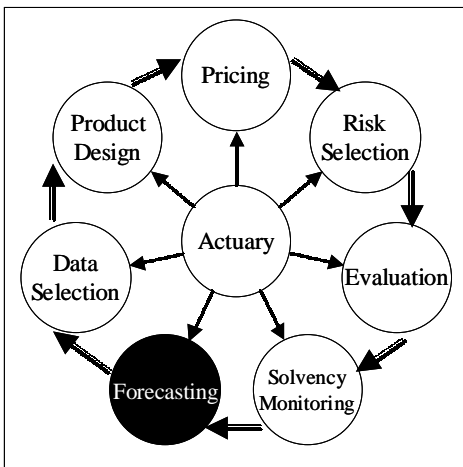 Pricing
Risk
Selection
Evaluation
Solvency
Monitoring
Forecasting
Data
Selection
Product
Design
Actuary